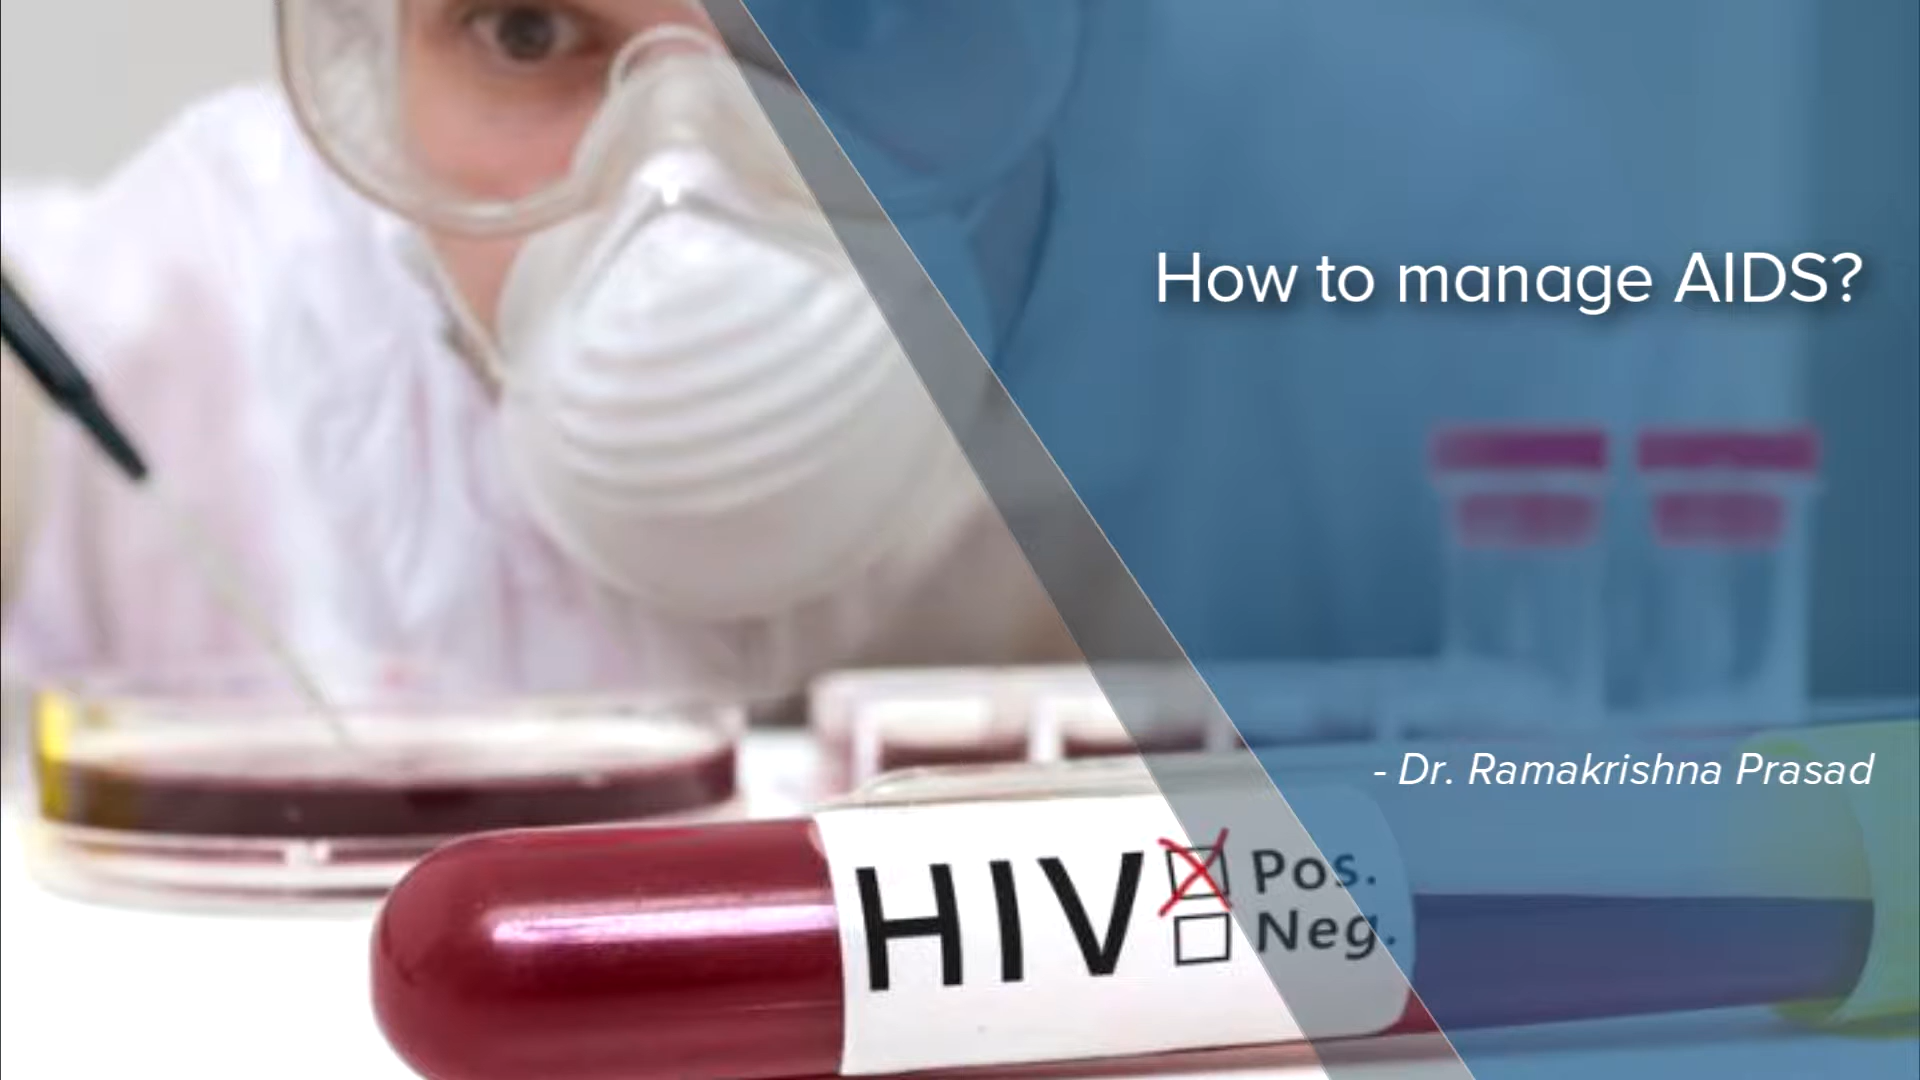 How to manage AIDS?
- Dr. Ramakrishna Prasad
HIV
Pos.
Neg.